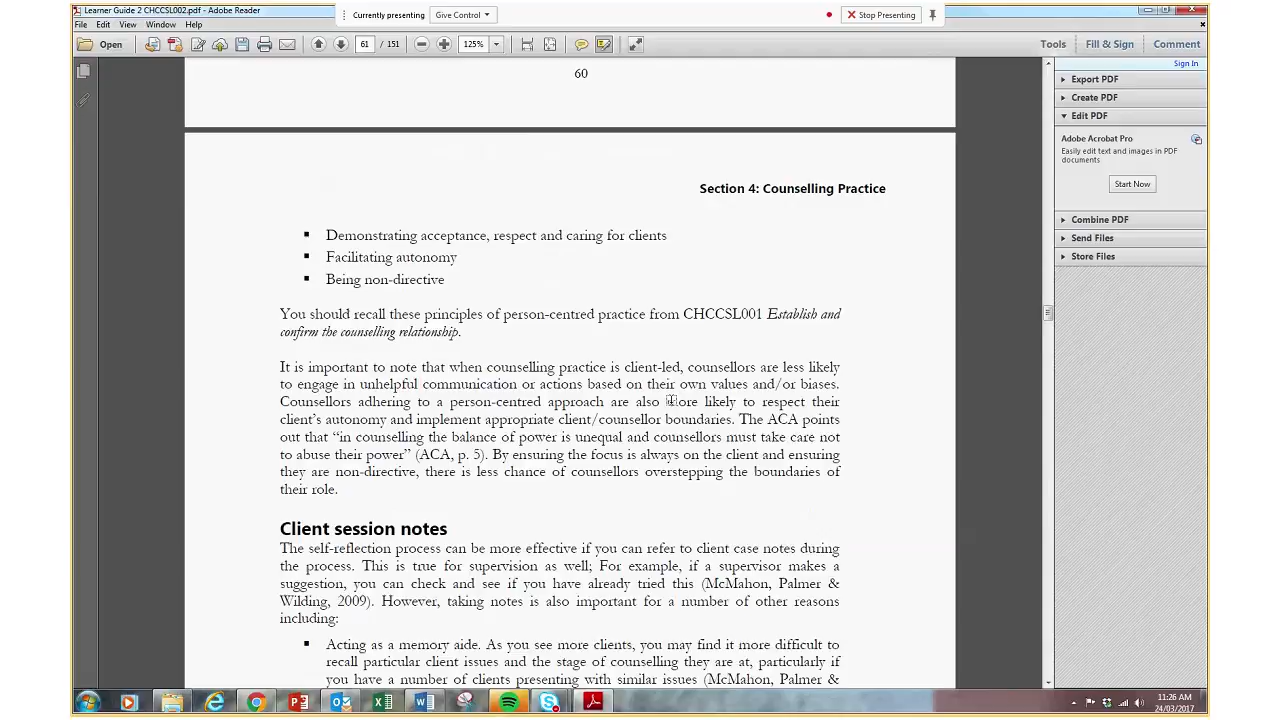 Learner Guide 2 CHCCSL002.pdf - Adobe Reader
Currently presenting Give Control Stop Presenting
File Edit View Window Help
Open 61 / 151 125% Tools Fill & Sign Comment
Sign In
60
Export PDF
Create PDF
Edit PDF
Adobe Acrobat Pro
Easily edit text and images in PDF
documents
Start Now
Combine PDF
Send Files
Store Files
Section 4: Counselling Practice
Demonstrating acceptance, respect and caring for clients
Facilitating autonomy
Being non-directive
You should recall these principles of person-centred practice from CHCCSL001 Establish and
confirm the counselling relationship.
It is important to note that when counselling practice is client-led, counsellors are less likely
to engage in unhelpful communication or actions based on their own values and/or biases.
Counsellors adhering to a person-centred approach are also more likely to respect their
client's autonomy and implement appropriate client/counsellor boundaries. The ACA points
out that "in counselling the balance of power is unequal and counsellors must take care not
to abuse their power" (ACA, p. 5). By ensuring the focus is always on the client and ensuring
they are non-directive, there is less chance of counsellors overstepping the boundaries of
their role.
Client session notes
The self-reflection process can be more effective if you can refer to client case notes during
the process. This is true for supervision as well; For example, if a supervisor makes a
suggestion, you can check and see if you have already tried this (McMahon, Palmer &
Wilding, 2009). However, taking notes is also important for a number of other reasons
including:
Acting as a memory aide. As you see more clients, you may find it more difficult to
recall particular client issues and the stage of counselling they are at, particularly if
you have a number of clients presenting with similar issues (McMahon, Palmer &
11:26 AM
24/03/2017